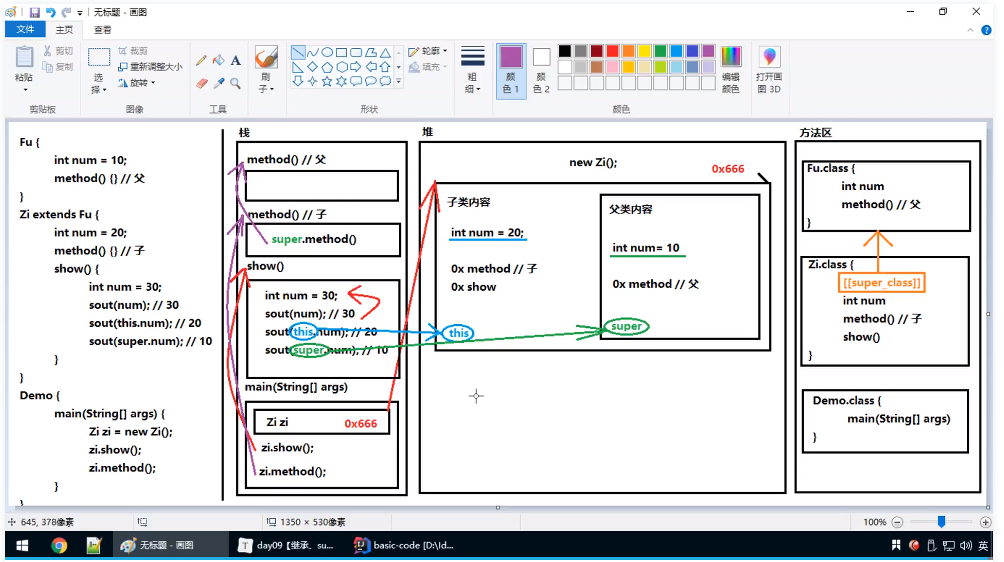 无标题 - 画图
文件
主页
查看
粘贴
剪切
复制
剪贴板
选择
裁剪
重新调整大小
旋转
图像
A
工具
刷子
形状
轮廓
填充
粗细
颜色 1
颜色 2
颜色
编辑颜色
打开画图 3D
Fu {
int num = 10;
method() {} // 父
}
Zi extends Fu {
int num = 20;
method() {} // 子
show() {
int num = 30;
sout(num); // 30
sout(this.num); // 20
sout(super.num); // 10
}
}
Demo {
main(String[] args) {
Zi zi = new Zi();
zi.show();
zi.method();
}
}
栈
method() // 父
method() // 子
super.method()
show()
int num = 30;
sout(num); // 30
sout(this.num); // 20
sout(super.num); // 10
main(String[] args)
Zi zi 0x666
zi.show();
zi.method();
堆
new Zi();
0x666
子类内容
int num = 20;
0x method // 子
0x show
this
父类内容
int num= 10
0x method // 父
super
方法区
Fu.class {
int num
method() // 父
}
Zi.class {
[[super_class]]
int num
method() // 子
show()
}
Demo.class {
main(String[] args)
}
645, 378像素
1350 × 530像素
100%
无标题 - 画图
day09【继承、su...
basic-code [D:\Id...
英